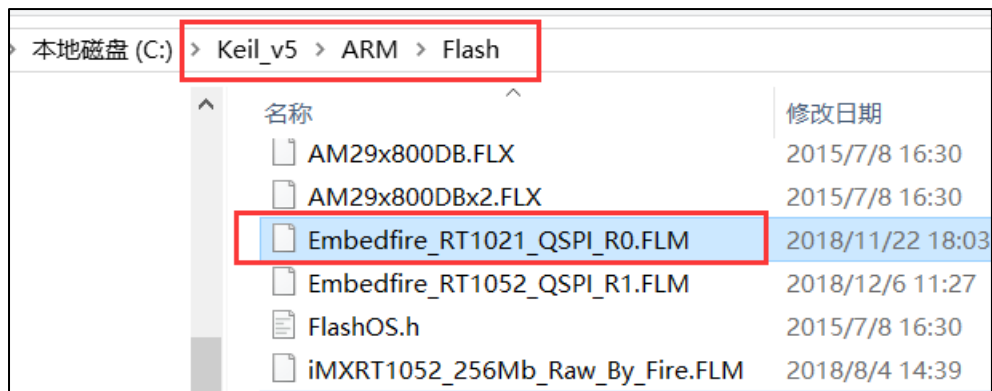 本地磁盘 (C:) > Keil_v5 > ARM > Flash
名称 修改日期
AM29x800DB.FLX 2015/7/8 16:30
AM29x800DBx2.FLX 2015/7/8 16:30
Embedfire_RT1021_QSPI_R0.FLM 2018/11/22 18:03
Embedfire_RT1052_QSPI_R1.FLM 2018/12/6 11:27
FlashOS.h 2015/7/8 16:30
iMXRT1052_256Mb_Raw_By_Fire.FLM 2018/8/4 14:39